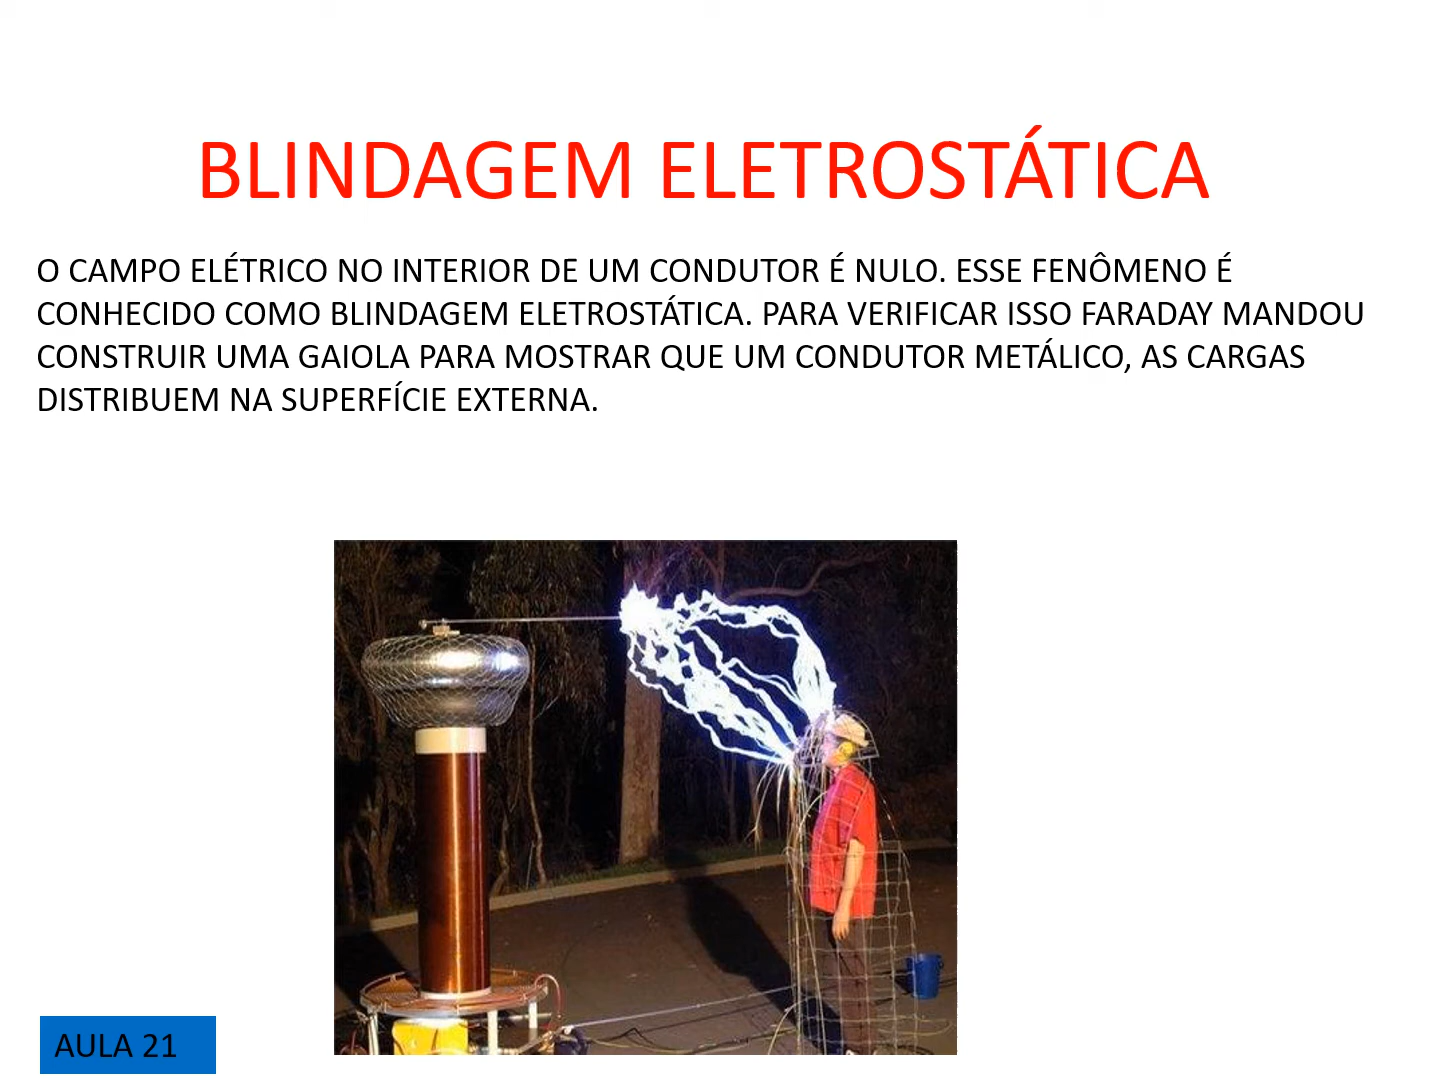 BLINDAGEM ELETROSTÁTICA
O CAMPO ELÉTRICO NO INTERIOR DE UM CONDUTOR É NULO. ESSE FENÔMENO É
CONHECIDO COMO BLINDAGEM ELETROSTÁTICA. PARA VERIFICAR ISSO FARADAY MANDOU
CONSTRUIR UMA GAIOLA PARA MOSTRAR QUE UM CONDUTOR METÁLICO, AS CARGAS
DISTRIBUEM NA SUPERFÍCIE EXTERNA.
AULA 21